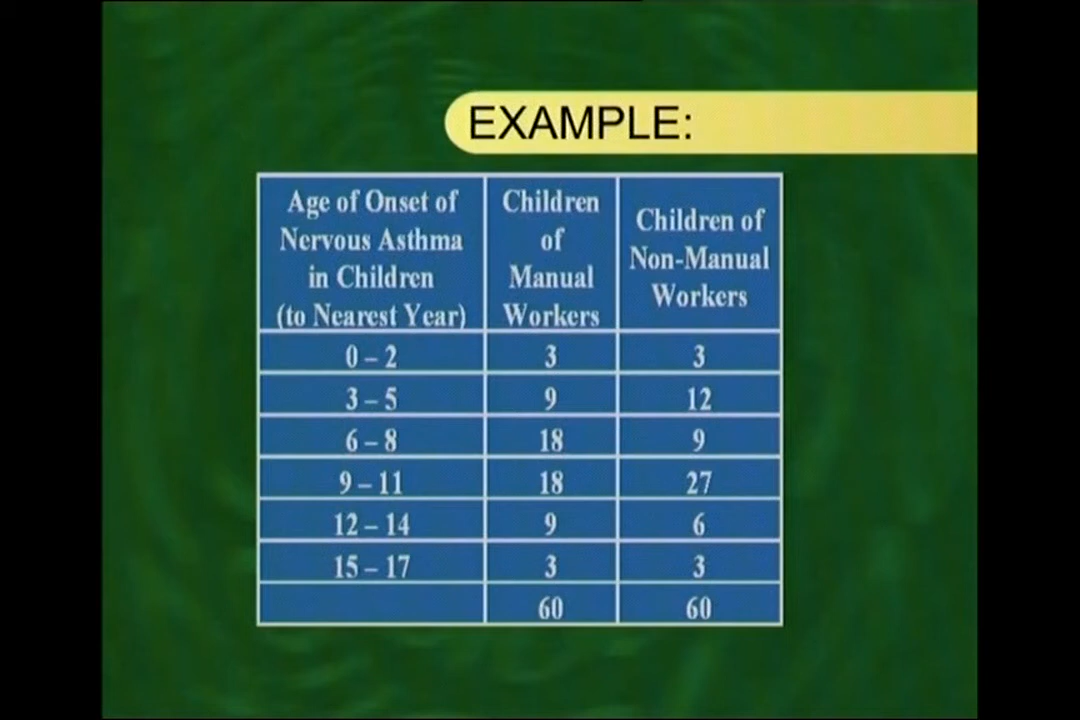 EXAMPLE:
Age of Onset of
Nervous Asthma
in Children
(to Nearest Year)
Children
of
Manual
Workers
Children of
Non-Manual
Workers
0 – 2 3 3
3 – 5 9 12
6 – 8 18 9
9 – 11 18 27
12 – 14 9 6
15 – 17 3 3
60 60